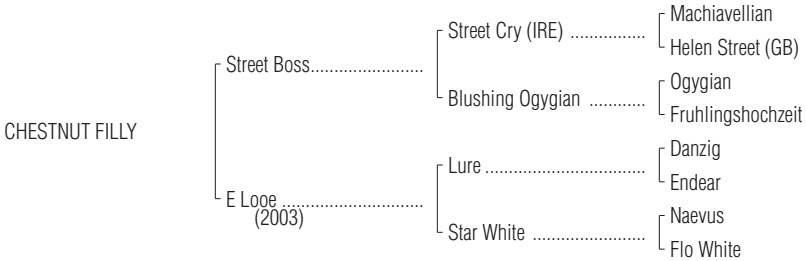 Machiavellian
Street Cry (IRE) ................
Helen Street (GB)
Street Boss........................
Ogygian
Blushing Ogygian ............
Fruhlingshochzeit
CHESTNUT FILLY
Danzig
Lure ..................................
Endear
E Looe ..............................
(2003)
Naevus
Star White ........................
Flo White